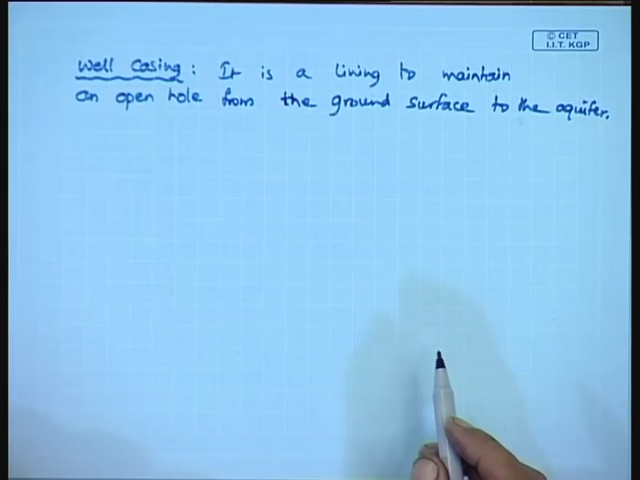 © CET
I.I.T. KGP
Well Casing : It is a lining to maintain
an open hole from the ground surface to the aquifer.